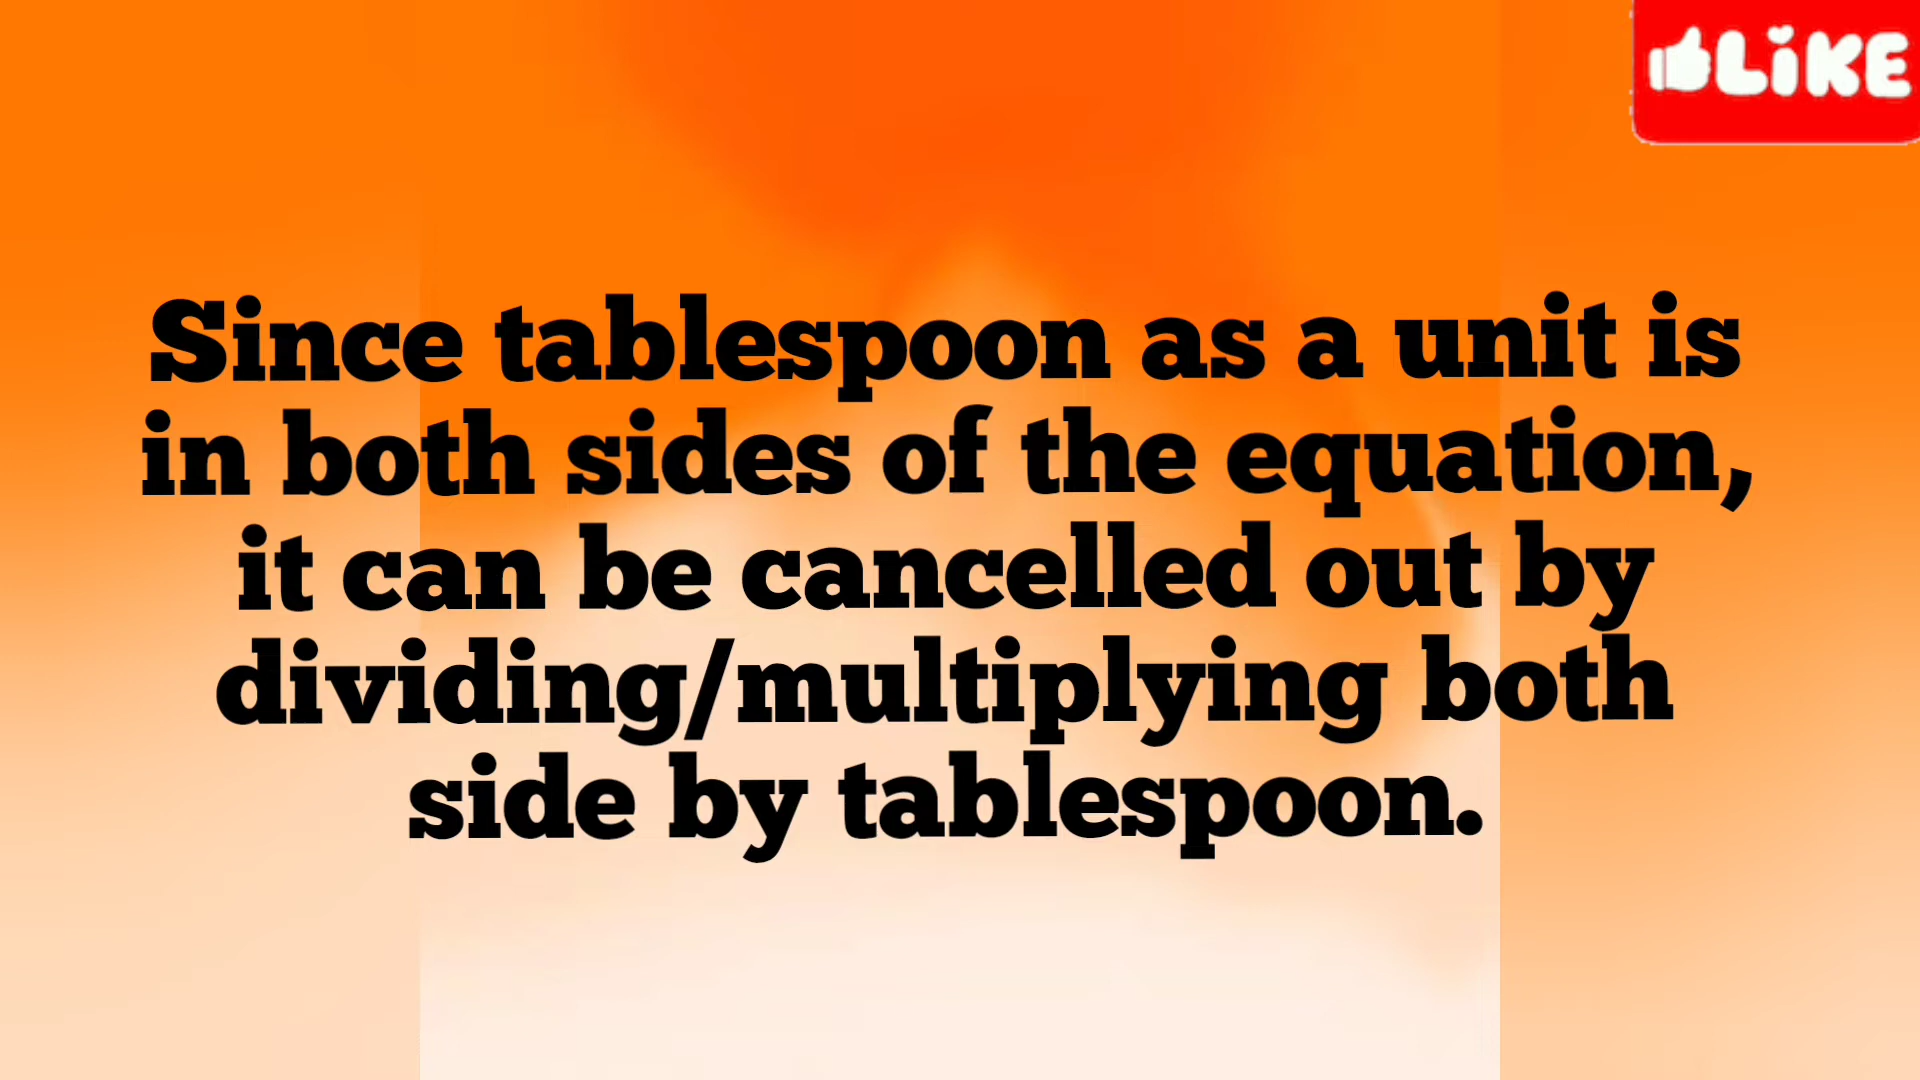 LiKE
Since tablespoon as a unit is
in both sides of the equation,
it can be cancelled out by
dividing/multiplying both
side by tablespoon.